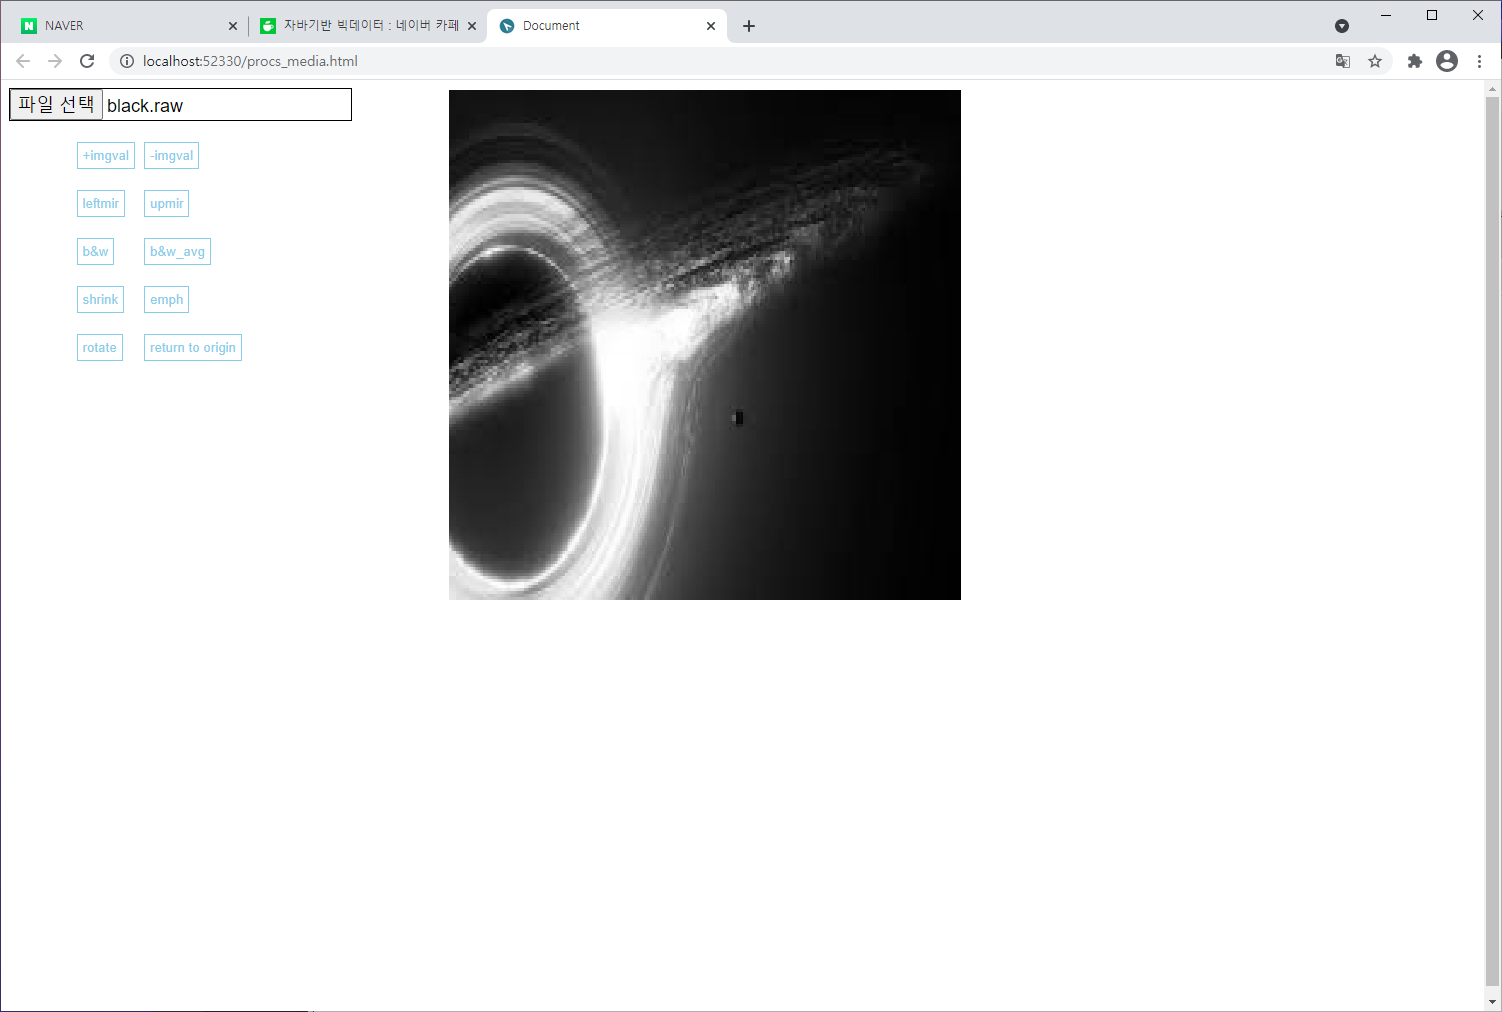 NAVER
자바기반 빅데이터 : 네이버 카페
Document
localhost:52330/procs_media.html
파일 선택 black.raw
+imgval -imgval
leftmir upmir
b&w b&w_avg
shrink emph
rotate return to origin